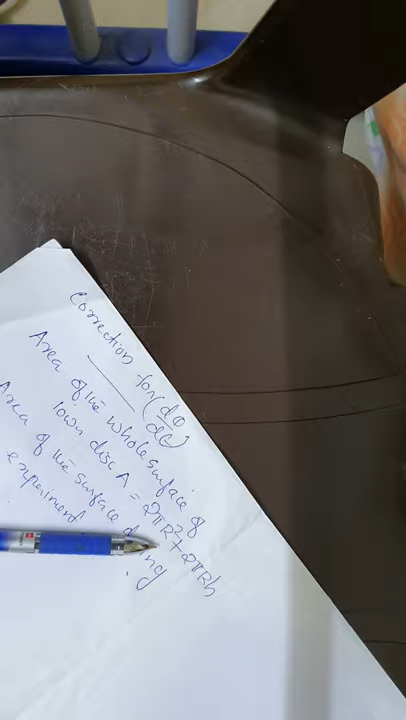 Correction for (dθ/dt)
Area of the whole surface of
lower disc A = 2πR²+2πRh
Area of the surface during
experiment